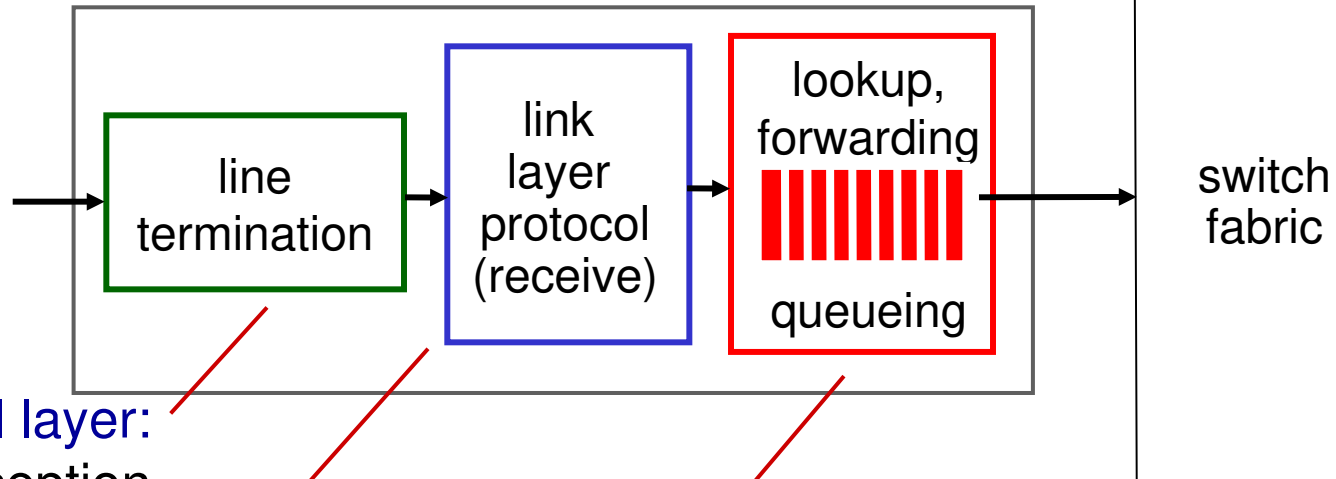 line
termination
link
layer
protocol
(receive)
lookup,
forwarding
queueing
switch
fabric
layer: